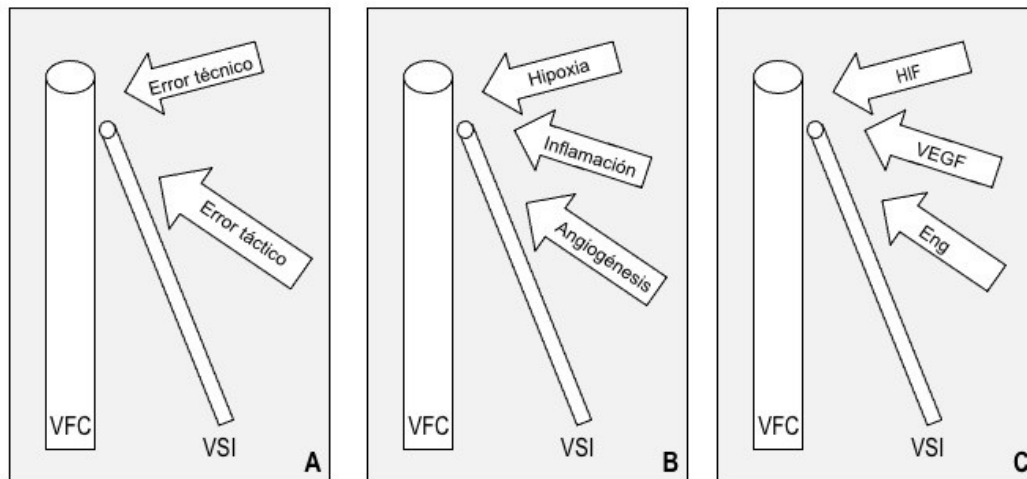 Error técnico
Error táctico
VFC
VSI
A
Hipoxia
Inflamación
Angiogénesis
VFC
VSI
B
HIF
VEGF
Eng
VFC
VSI
C